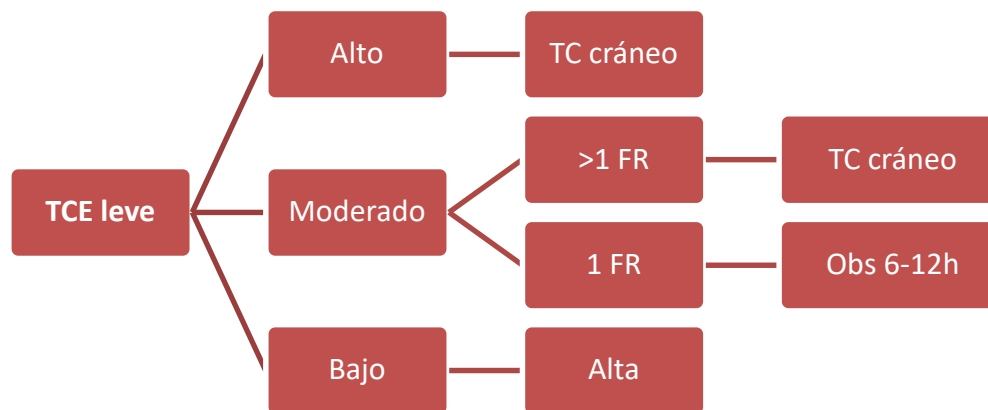 Alto
TC cráneo
>1 FR
TC cráneo
TCE leve
Moderado
1 FR
Obs 6-12h
Bajo
Alta